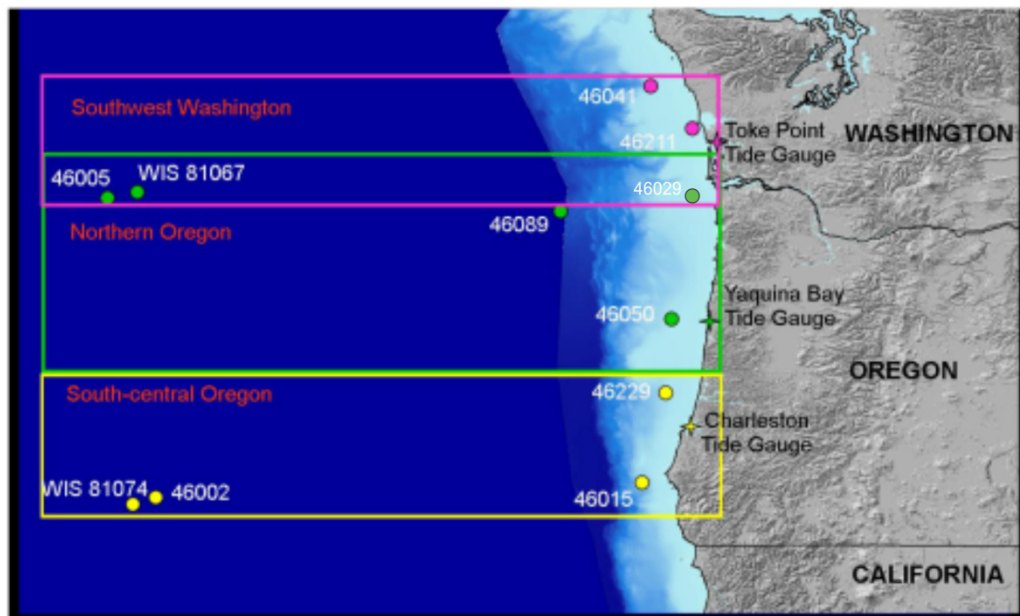 46041
Southwest Washington
46211
Toke Point
Tide Gauge
WASHINGTON
46005
WIS 81067
46029
46089
Northern Oregon
46050
Yaquina Bay
Tide Gauge
OREGON
South-central Oregon
46229
Charleston
Tide Gauge
WIS 81074
46002
46015
CALIFORNIA